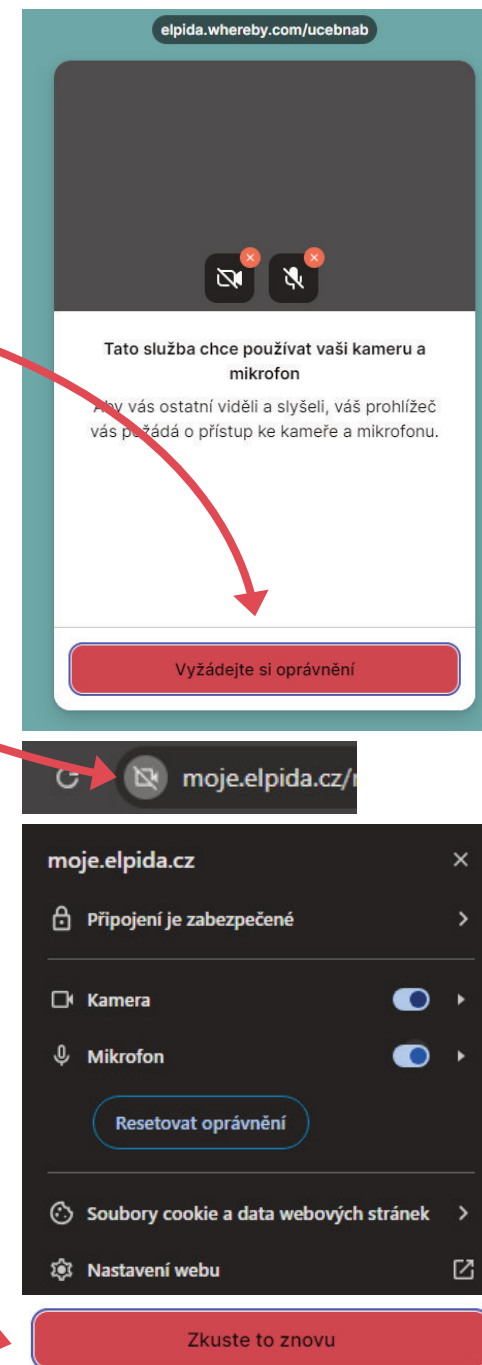 elpida.whereby.com/ucebnab
Tato služba chce používat vaši kameru a
mikrofon
Aby vás ostatní viděli a slyšeli, váš prohlížeč
vás požádá o přístup ke kameře a mikrofonu.
Vyžádejte si oprávnění
moje.elpida.cz/
moje.elpida.cz
Připojení je zabezpečené
Kamera
Mikrofon
Resetovat oprávnění
Soubory cookie a data webových stránek
Nastavení webu
Zkuste to znovu